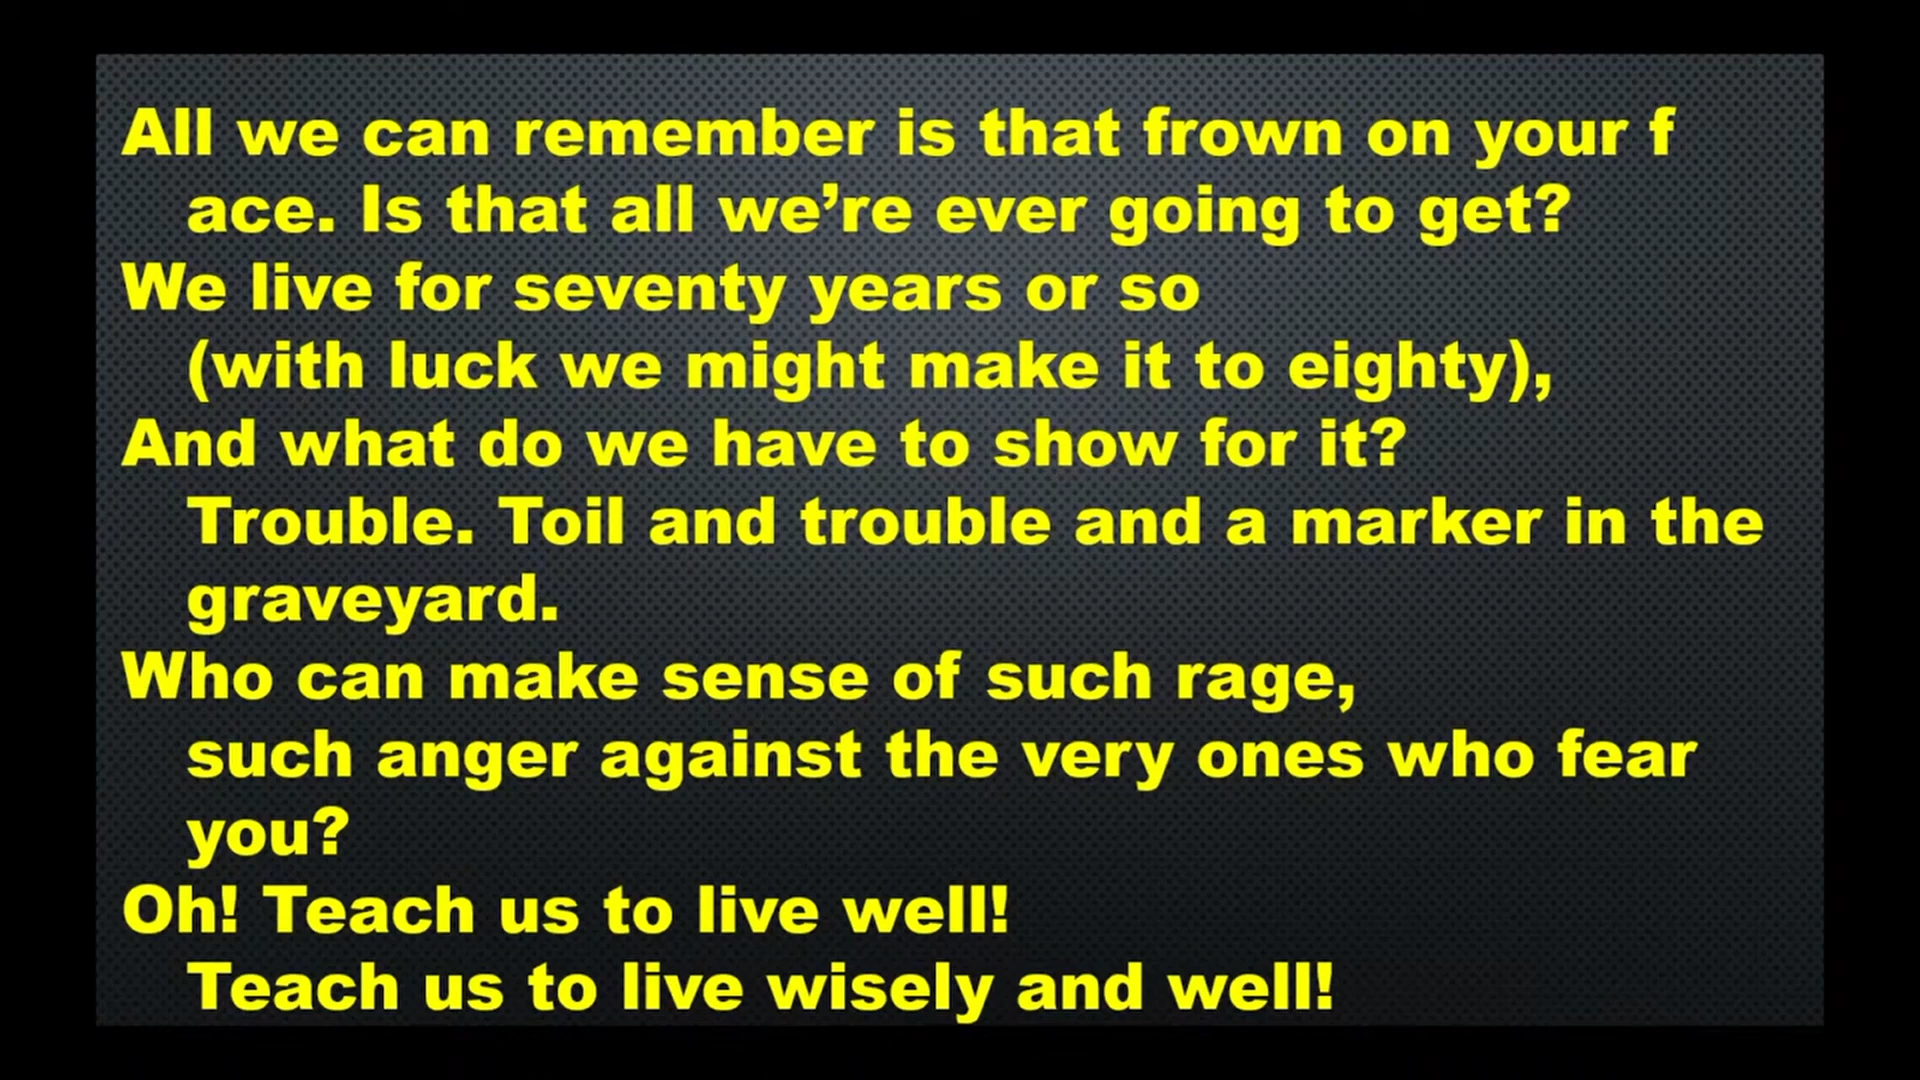 All we can remember is that frown on your f
ace. Is that all we’re ever going to get?
We live for seventy years or so
(with luck we might make it to eighty),
And what do we have to show for it?
Trouble. Toil and trouble and a marker in the
graveyard.
Who can make sense of such rage,
such anger against the very ones who fear
you?
Oh! Teach us to live well!
Teach us to live wisely and well!